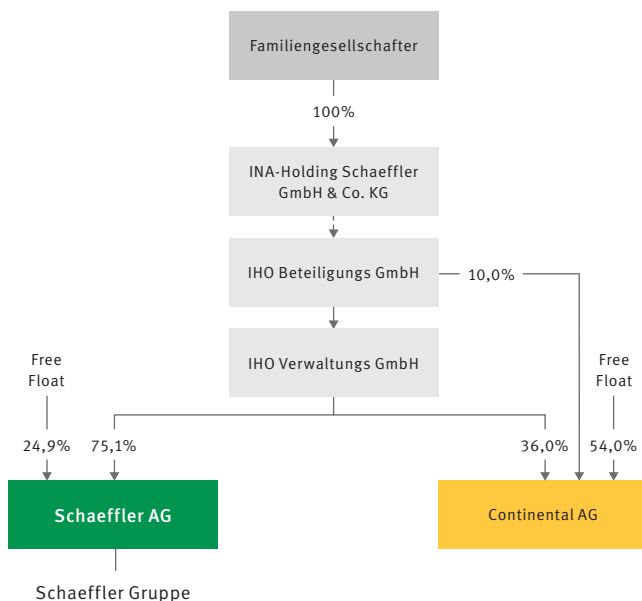 Familiengesellschafter
100%
INA-Holding Schaeffler
GmbH & Co. KG
IHO Beteiligungs GmbH
10,0%
IHO Verwaltungs GmbH
Free
Float
Free
Float
24,9%
75,1%
36,0%
54,0%
Schaeffler AG
Continental AG
Schaeffler Gruppe